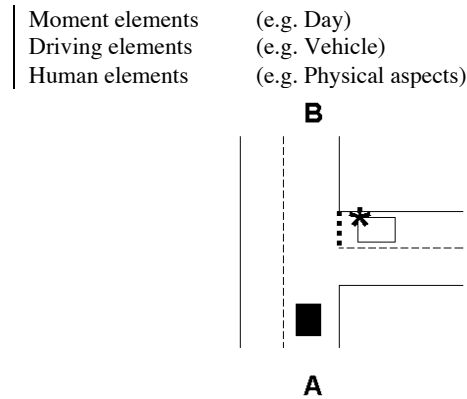 Moment elements (e.g. Day)
Driving elements (e.g. Vehicle)
Human elements (e.g. Physical aspects)
B
*
A